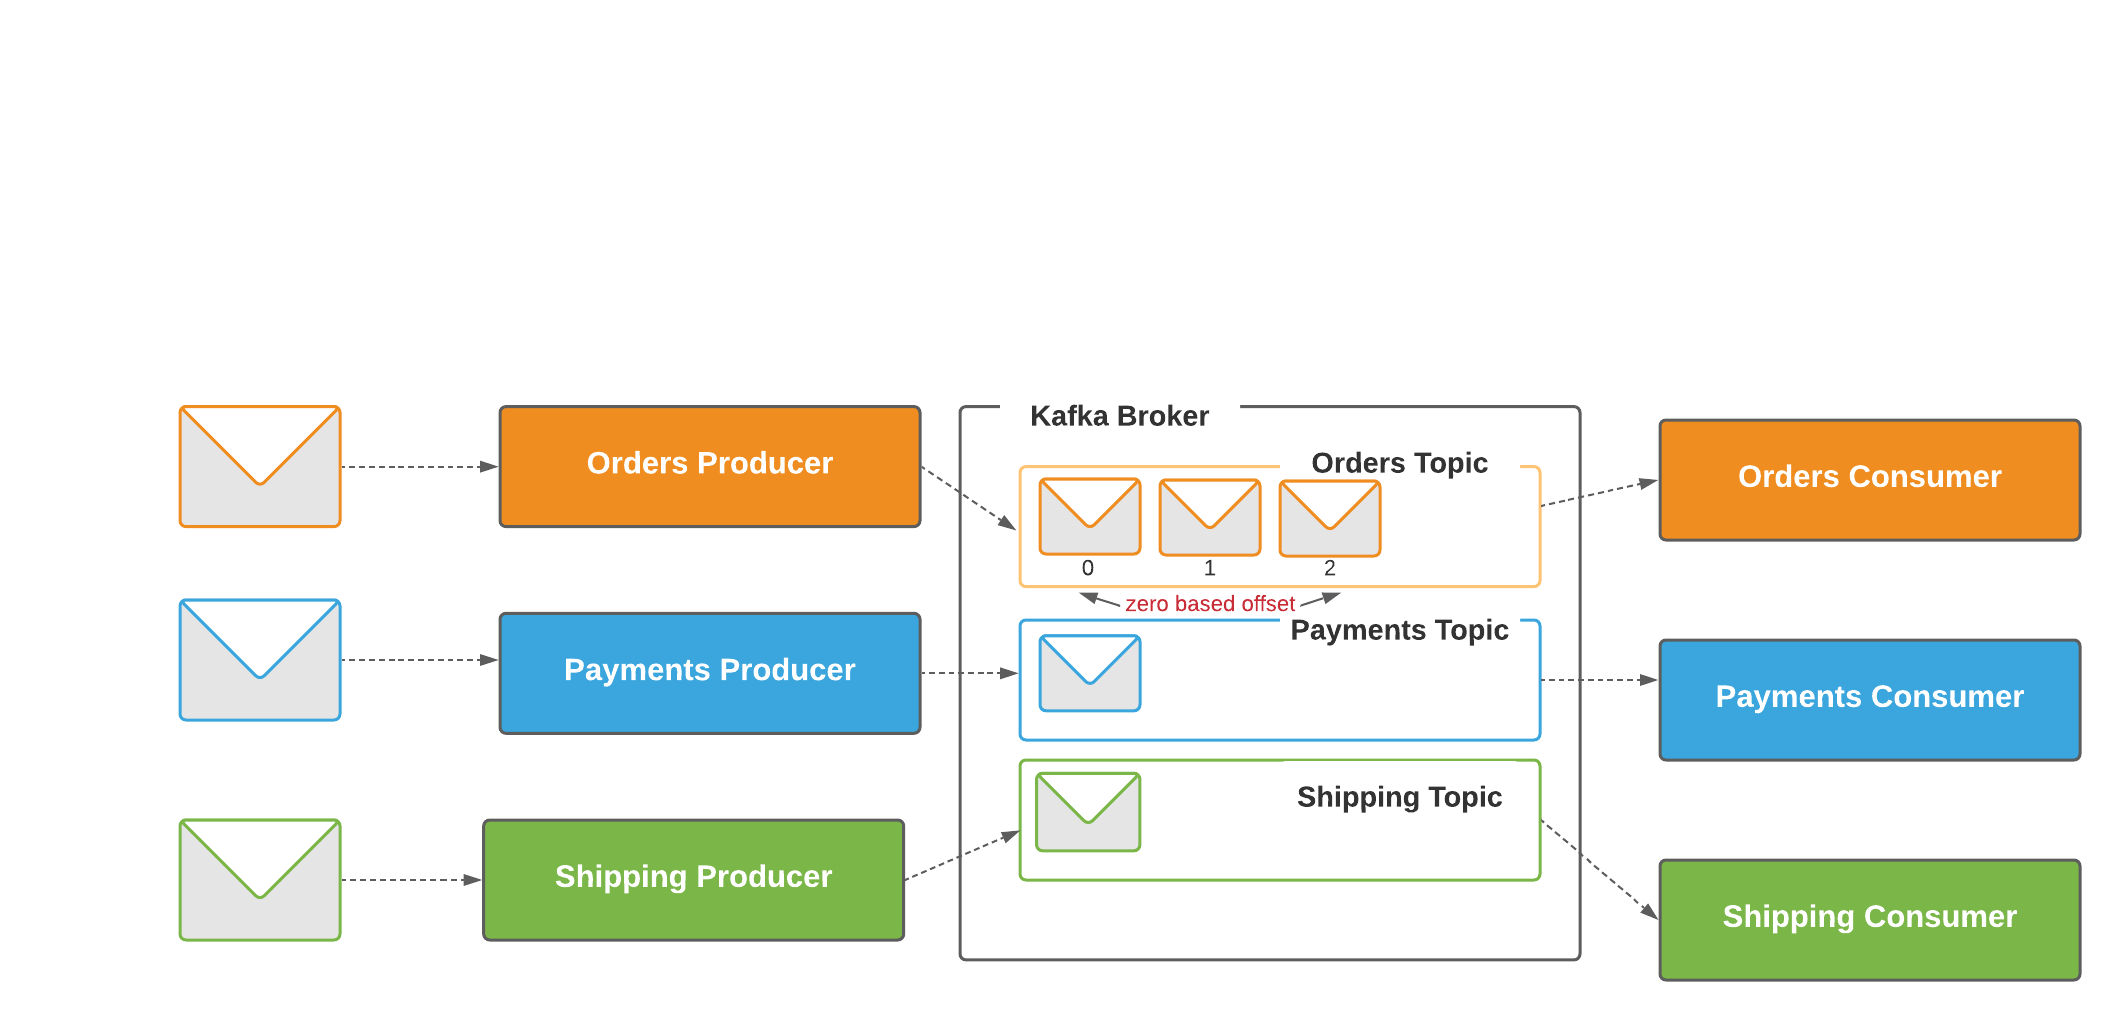 Kafka Broker
Orders Producer
Orders Topic
Orders Consumer
0
1
2
zero based offset
Payments Producer
Payments Topic
Payments Consumer
Shipping Producer
Shipping Topic
Shipping Consumer